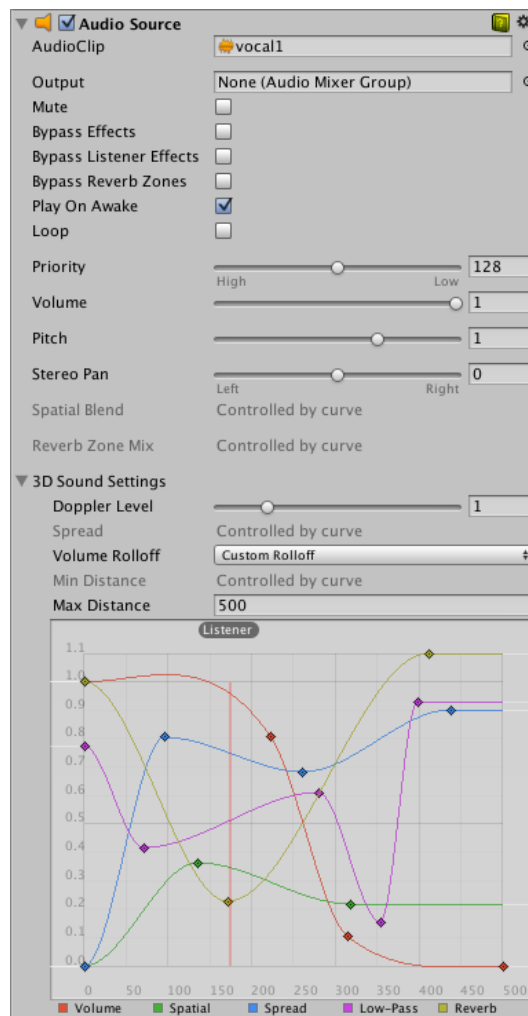 Audio Source
AudioClip vocal1
Output None (Audio Mixer Group)
Mute
Bypass Effects
Bypass Listener Effects
Bypass Reverb Zones
Play On Awake
Loop
Priority 128
High Low
Volume 1
Pitch 1
Stereo Pan 0
Left Right
Spatial Blend Controlled by curve
Reverb Zone Mix Controlled by curve
3D Sound Settings
Doppler Level 1
Spread Controlled by curve
Volume Rolloff Custom Rolloff
Min Distance Controlled by curve
Max Distance 500
Listener
1.1
1.0
0.9
0.8
0.7
0.6
0.5
0.4
0.3
0.2
0.1
0.0
0 50 100 150 200 250 300 350 400 450 500
Volume Spatial Spread Low-Pass Reverb